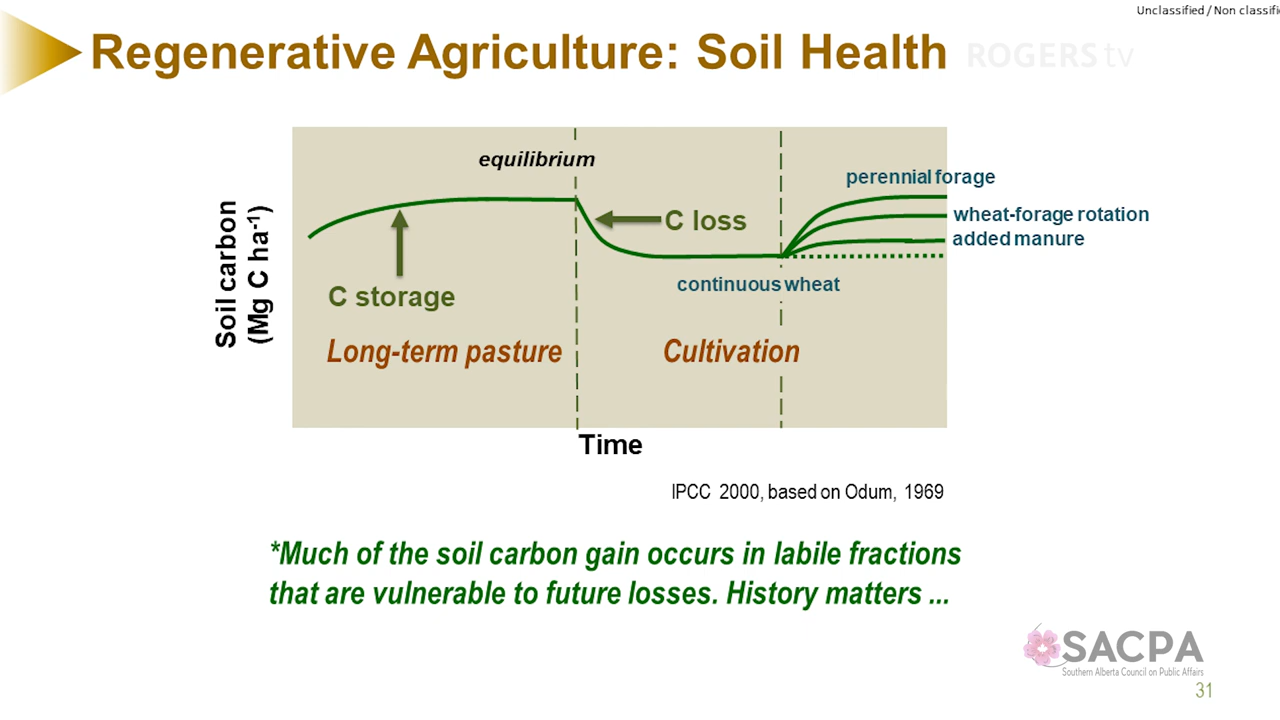 Unclassified / Non classifi
Regenerative Agriculture: Soil Health
ROGERS tv
equilibrium
perennial forage
C loss
wheat-forage rotation
added manure
continuous wheat
C storage
Soil carbon
(Mg C ha-1)
Long-term pasture
Cultivation
Time
IPCC 2000, based on Odum, 1969
*Much of the soil carbon gain occurs in labile fractions
that are vulnerable to future losses. History matters ...
SACPA
Southern Alberta Council on Public Affairs
31